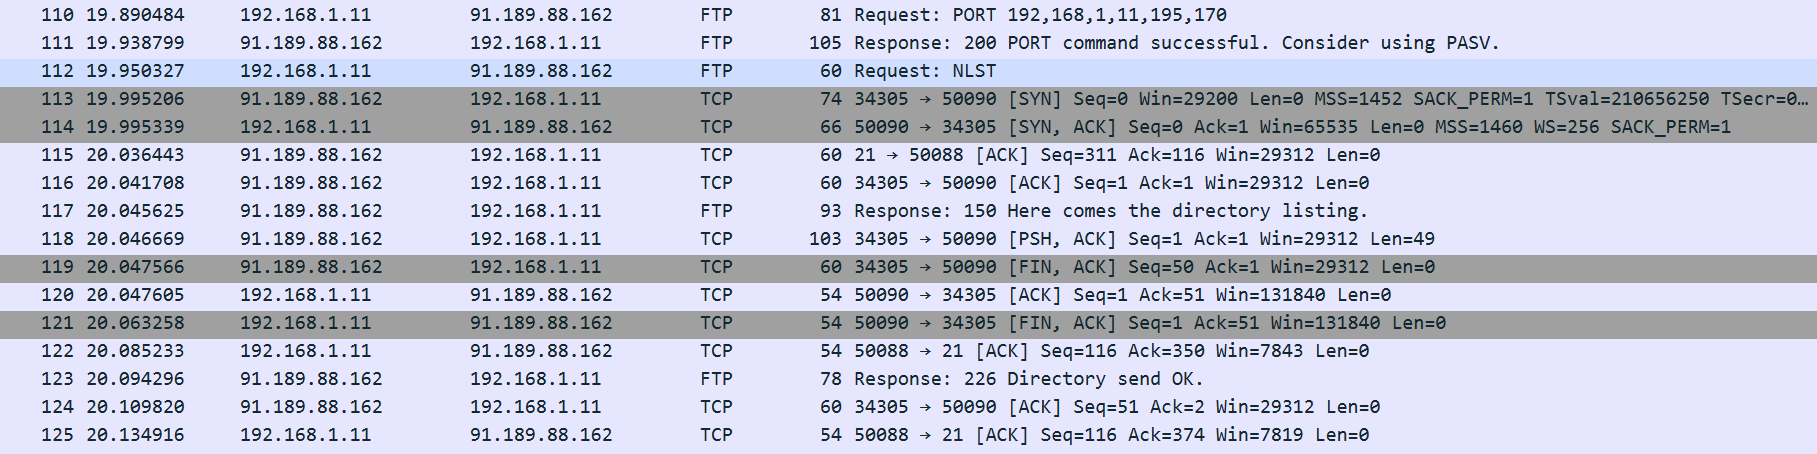 110 19.890484 192.168.1.11 91.189.88.162 FTP 81 Request: PORT 192,168,1,11,195,170
111 19.938799 91.189.88.162 192.168.1.11 FTP 105 Response: 200 PORT command successful. Consider using PASV.
112 19.950327 192.168.1.11 91.189.88.162 FTP 60 Request: NLST
113 19.995206 91.189.88.162 192.168.1.11 TCP 74 34305 → 50090 [SYN] Seq=0 Win=29200 Len=0 MSS=1452 SACK_PERM=1 TSval=210656250 TSecr=0…
114 19.995339 192.168.1.11 91.189.88.162 TCP 66 50090 → 34305 [SYN, ACK] Seq=0 Ack=1 Win=65535 Len=0 MSS=1460 WS=256 SACK_PERM=1
115 20.036443 91.189.88.162 192.168.1.11 TCP 60 21 → 50088 [ACK] Seq=311 Ack=116 Win=29312 Len=0
116 20.041708 91.189.88.162 192.168.1.11 TCP 60 34305 → 50090 [ACK] Seq=1 Ack=1 Win=29312 Len=0
117 20.045625 91.189.88.162 192.168.1.11 FTP 93 Response: 150 Here comes the directory listing.
118 20.046669 91.189.88.162 192.168.1.11 TCP 103 34305 → 50090 [PSH, ACK] Seq=1 Ack=1 Win=29312 Len=49
119 20.047566 91.189.88.162 192.168.1.11 TCP 60 34305 → 50090 [FIN, ACK] Seq=50 Ack=1 Win=29312 Len=0
120 20.047605 192.168.1.11 91.189.88.162 TCP 54 50090 → 34305 [ACK] Seq=1 Ack=51 Win=131840 Len=0
121 20.063258 192.168.1.11 91.189.88.162 TCP 54 50090 → 34305 [FIN, ACK] Seq=1 Ack=51 Win=131840 Len=0
122 20.085233 192.168.1.11 91.189.88.162 TCP 54 50088 → 21 [ACK] Seq=116 Ack=350 Win=7843 Len=0
123 20.094296 91.189.88.162 192.168.1.11 FTP 78 Response: 226 Directory send OK.
124 20.109820 91.189.88.162 192.168.1.11 TCP 60 34305 → 50090 [ACK] Seq=51 Ack=2 Win=29312 Len=0
125 20.134916 192.168.1.11 91.189.88.162 TCP 54 50088 → 21 [ACK] Seq=116 Ack=374 Win=7819 Len=0